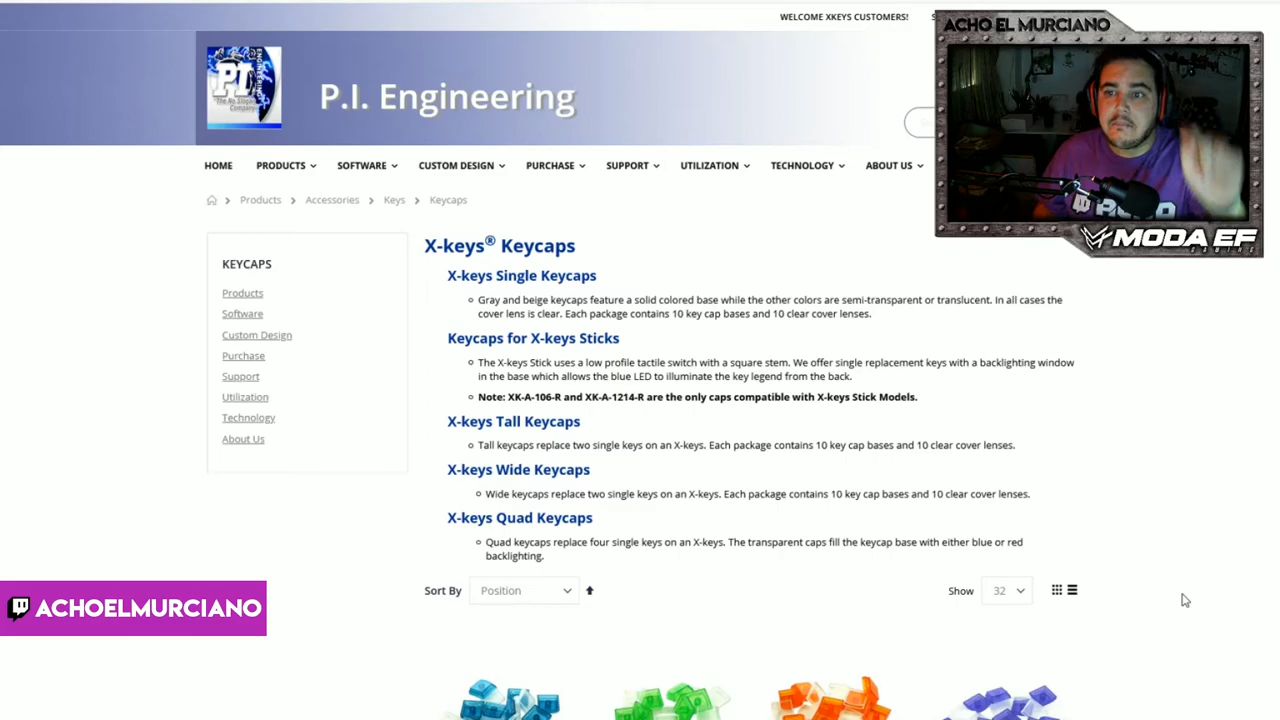 WELCOME XKEYS CUSTOMERS!
ACHO EL MURCIANO
P.I. Engineering
HOME PRODUCTS SOFTWARE CUSTOM DESIGN PURCHASE SUPPORT UTILIZATION TECHNOLOGY ABOUT US
MODA EF
Products Accessories Keys Keycaps
KEYCAPS
Products
Software
Custom Design
Purchase
Support
Utilization
Technology
About Us
X-keys® Keycaps
X-keys Single Keycaps
Gray and beige keycaps feature a solid colored base while the other colors are semi-transparent or translucent. In all cases the
cover lens is clear. Each package contains 10 key cap bases and 10 clear cover lenses.
Keycaps for X-keys Sticks
The X-keys Stick uses a low profile tactile switch with a square stem. We offer single replacement keys with a backlighting window
in the base which allows the blue LED to illuminate the key legend from the back.
Note: XK-A-106-R and XK-A-1214-R are the only caps compatible with X-keys Stick Models.
X-keys Tall Keycaps
Tall keycaps replace two single keys on an X-keys. Each package contains 10 key cap bases and 10 clear cover lenses.
X-keys Wide Keycaps
Wide keycaps replace two single keys on an X-keys. Each package contains 10 key cap bases and 10 clear cover lenses.
X-keys Quad Keycaps
Quad keycaps replace four single keys on an X-keys. The transparent caps fill the keycap base with either blue or red
backlighting.
Sort By Position Show 32
ACHOELMURCIANO